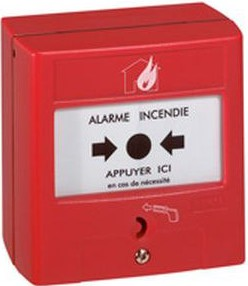 ALARME INCENDIE
APPUYER ICI
en cas de nécessité